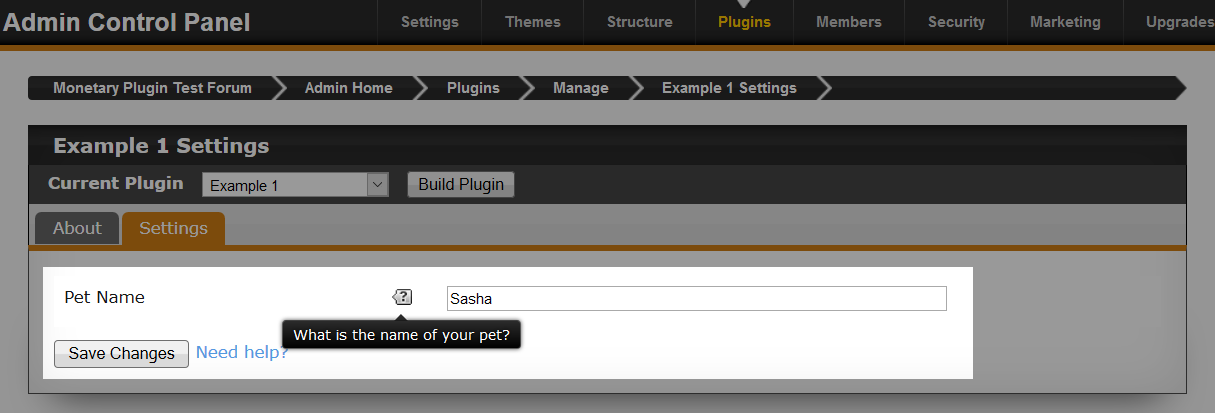 Admin Control Panel Settings Themes Structure Plugins Members Security Marketing Upgrades
Monetary Plugin Test Forum Admin Home Plugins Manage Example 1 Settings
Example 1 Settings
Current Plugin Example 1 Build Plugin
About Settings
Pet Name ? Sasha
What is the name of your pet?
Save Changes Need help?